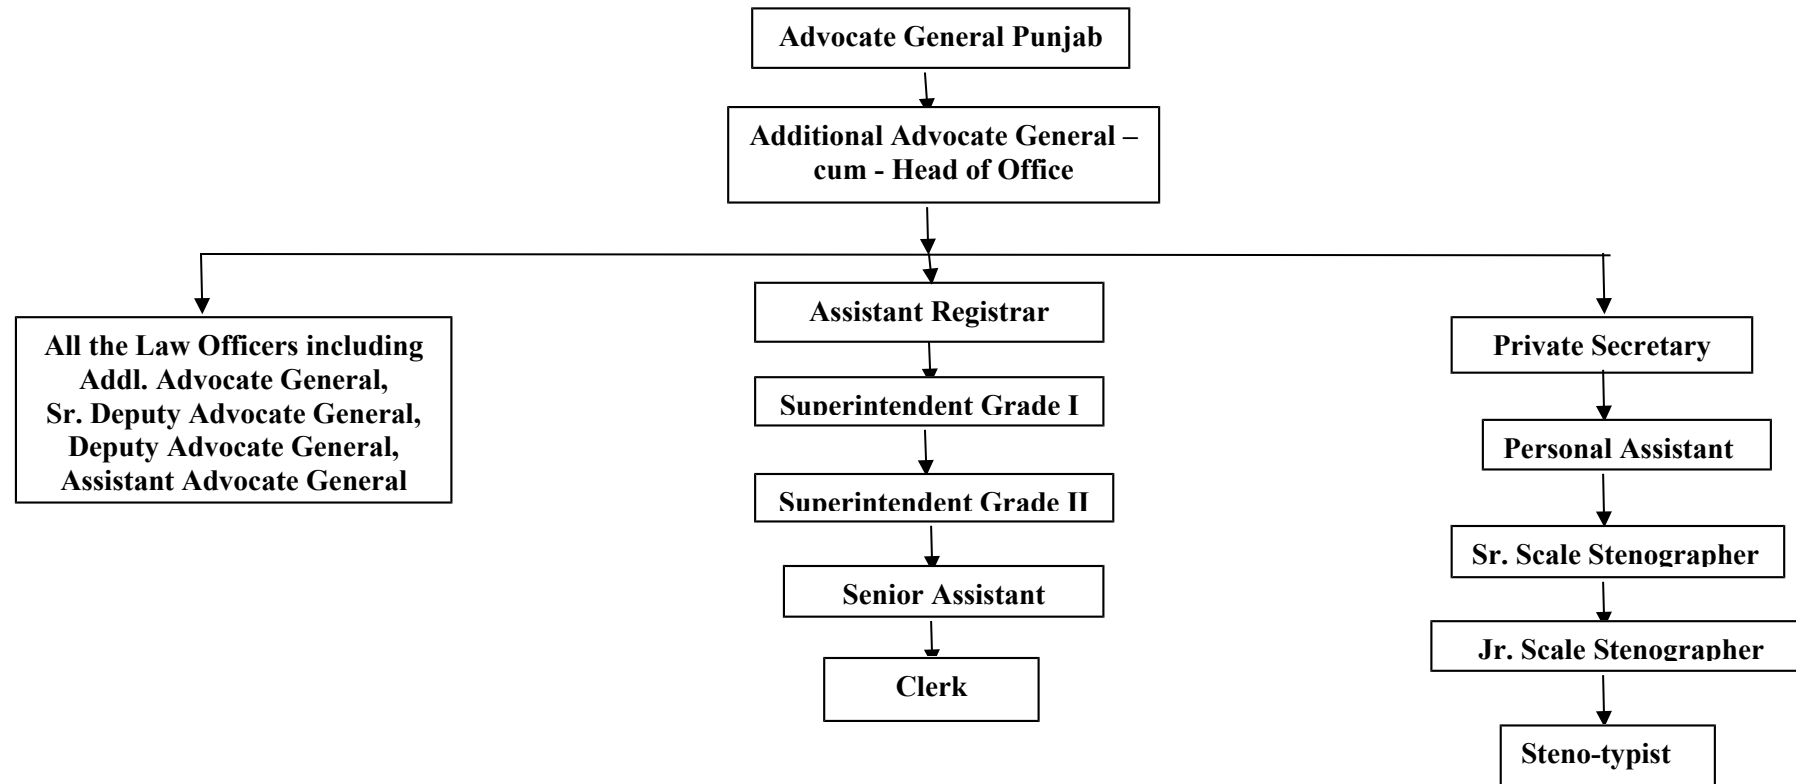 Advocate General Punjab
Additional Advocate General –
cum - Head of Office
All the Law Officers including
Addl. Advocate General,
Sr. Deputy Advocate General,
Deputy Advocate General,
Assistant Advocate General
Assistant Registrar
Superintendent Grade I
Superintendent Grade II
Senior Assistant
Clerk
Private Secretary
Personal Assistant
Sr. Scale Stenographer
Jr. Scale Stenographer
Steno-typist